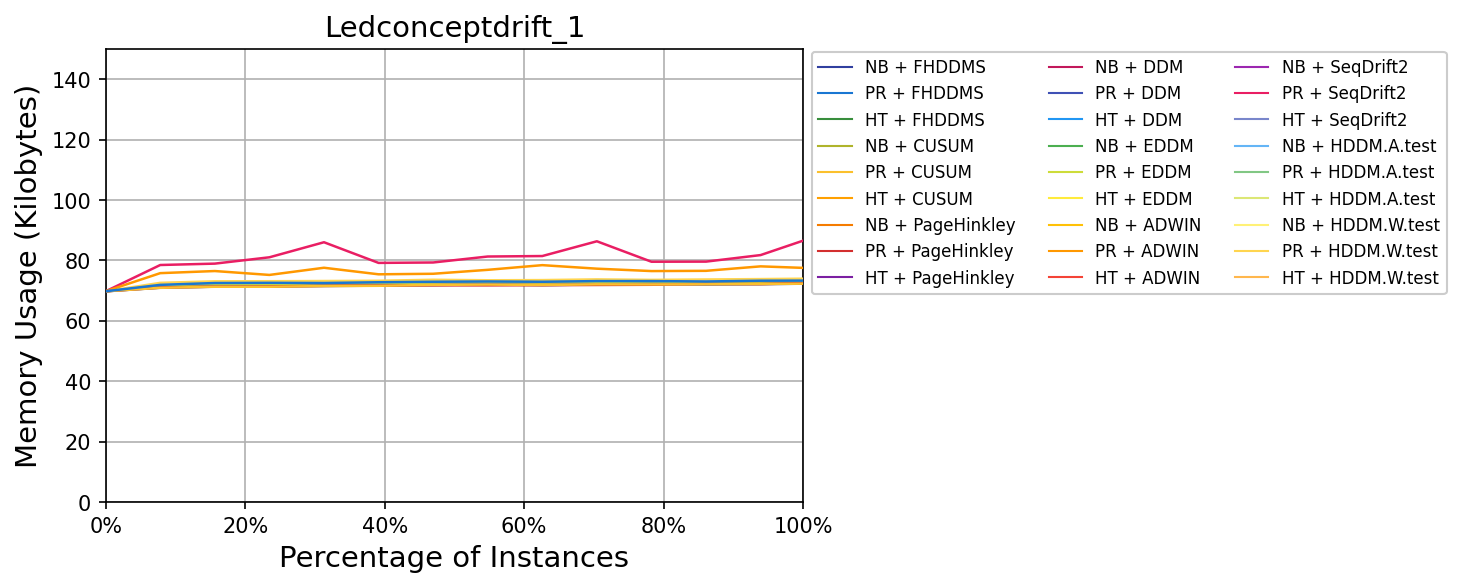 Ledconceptdrift_1
Memory Usage (Kilobytes)
140
120
100
80
60
40
20
0
0% 20% 40% 60% 80% 100%
Percentage of Instances
NB + FHDDMS
PR + FHDDMS
HT + FHDDMS
NB + CUSUM
PR + CUSUM
HT + CUSUM
NB + PageHinkley
PR + PageHinkley
HT + PageHinkley
NB + DDM
PR + DDM
HT + DDM
NB + EDDM
PR + EDDM
HT + EDDM
NB + ADWIN
PR + ADWIN
HT + ADWIN
NB + SeqDrift2
PR + SeqDrift2
HT + SeqDrift2
NB + HDDM.A.test
PR + HDDM.A.test
HT + HDDM.A.test
NB + HDDM.W.test
PR + HDDM.W.test
HT + HDDM.W.test